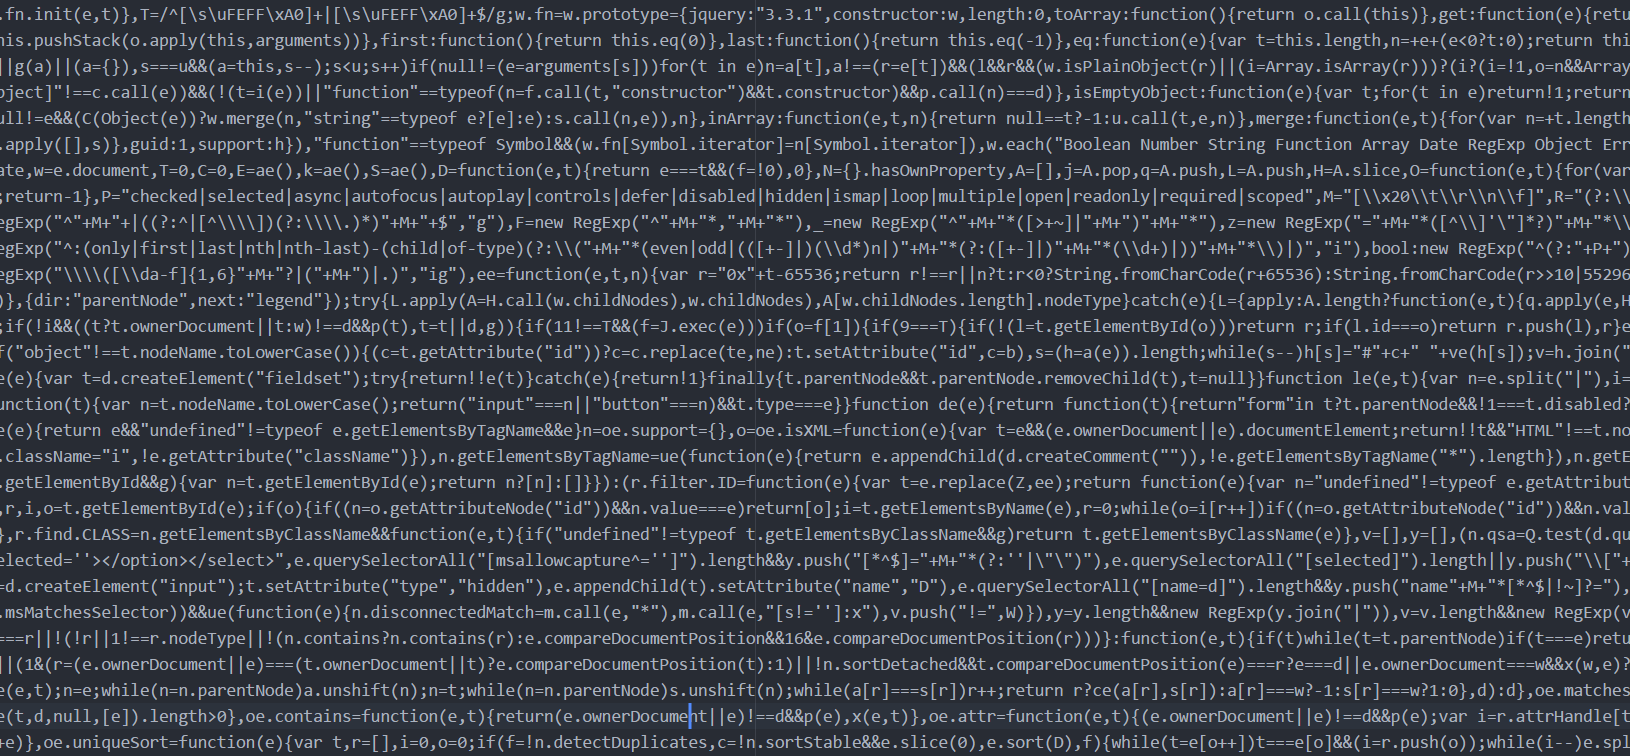 .fn.init(e,t)},T=/^[\s\uFEFF\xA0]+|[\s\uFEFF\xA0]+$/g;w.fn=w.prototype={jquery:"3.3.1",constructor:w,length:0,toArray:function(){return o.call(this)},get:function(e){retu
his.pushStack(o.apply(this,arguments))},first:function(){return this.eq(0)},last:function(){return this.eq(-1)},eq:function(e){var t=this.length,n=+e+(e<0?t:0);return thi
||g(a)||(a={}),s===u&&(a=this,s--);s<u;s++)if(null!=(e=arguments[s]))for(t in e)n=a[t],a!==(r=e[t])&&(l&&r&&(w.isPlainObject(r)||(i=Array.isArray(r)))?(i?(i=!1,o=n&&Array
bject]"!==c.call(e))&&(!(t=i(e))||"function"==typeof(n=f.call(t,"constructor")&&t.constructor)&&p.call(n)===d)},isEmptyObject:function(e){var t;for(t in e)return!1;return
ull!=e&&(C(Object(e))?w.merge(n,"string"==typeof e?[e]:e):s.call(n,e)),n},inArray:function(e,t,n){return null==t?-1:u.call(t,e,n)},merge:function(e,t){for(var n=+t.length
.apply([],s)},guid:1,support:h}),"function"==typeof Symbol&&(w.fn[Symbol.iterator]=n[Symbol.iterator]),w.each("Boolean Number String Function Array Date RegExp Object Err
ate,w=e.document,T=0,C=0,E=ae(),k=ae(),S=ae(),D=function(e,t){return e===t&&(f=!0),0},N={}.hasOwnProperty,A=[],j=A.pop,q=A.push,L=A.push,H=A.slice,O=function(e,t){for(var
;return-1},P="checked|selected|async|autofocus|autoplay|controls|defer|disabled|hidden|ismap|loop|multiple|open|readonly|required|scoped",M="[\\x20\\t\\r\\n\\f]",R="(?:\\
egExp("^"+M+"+|((?:^|[^\\\\])(?:\\\\.)*)"+M+"+$","g"),F=new RegExp("^"+M+"*,"+M+"*"),_=new RegExp("^"+M+"*([>+~]|"+M+")"+M+"*"),z=new RegExp("="+M+"*([^\\]'\"]*?)"+M+"*\\
egExp("^:(only|first|last|nth|nth-last)-(child|of-type)(?:\\("+M+"*(even|odd|(([+-]|)(\\d*)n|)"+M+"*(?:([+-]|)"+M+"*(\\d+)|))"+M+"*\\)|)","i"),bool:new RegExp("^(?:"+P+")
egExp("\\\\([\\da-f]{1,6}"+M+"?|("+M+")|.)","ig"),ee=function(e,t,n){var r="0x"+t-65536;return r!==r||n?t:r<0?String.fromCharCode(r+65536):String.fromCharCode(r>>10|55296
)},{dir:"parentNode",next:"legend"});try{L.apply(A=H.call(w.childNodes),w.childNodes),A[w.childNodes.length].nodeType}catch(e){L={apply:A.length?function(e,t){q.apply(e,H
;if(!i&&((t?t.ownerDocument||t:w)!==d&&p(t),t=t||d,g)){if(11!==T&&(f=J.exec(e)))if(o=f[1]){if(9===T){if(!(l=t.getElementById(o)))return r;if(l.id===o)return r.push(l),r}e
f("object"!==t.nodeName.toLowerCase()){(c=t.getAttribute("id"))?c=c.replace(te,ne):t.setAttribute("id",c=b),s=(h=a(e)).length;while(s--)h[s]="#"+c+" "+ve(h[s]);v=h.join("
e(e){var t=d.createElement("fieldset");try{return!!e(t)}catch(e){return!1}finally{t.parentNode&&t.parentNode.removeChild(t),t=null}}function le(e,t){var n=e.split("|"),i=
unction(t){var n=t.nodeName.toLowerCase();return("input"===n||"button"===n)&&t.type===e}}function de(e){return function(t){return"form"in t?t.parentNode&&!1===t.disabled?
e(e){return e&&"undefined"!=typeof e.getElementsByTagName&&e}n=oe.support={},o=oe.isXML=function(e){var t=e&&(e.ownerDocument||e).documentElement;return!!t&&"HTML"!==t.no
.className="i",!e.getAttribute("className")}),n.getElementsByTagName=ue(function(e){return e.appendChild(d.createComment("")),!e.getElementsByTagName("*").length}),n.getE
.getElementById&&g){var n=t.getElementById(e);return n?[n]:[]}}):(r.filter.ID=function(e){var t=e.replace(Z,ee);return function(e){var n="undefined"!=typeof e.getAttribut
,r,i,o=t.getElementById(e);if(o){if((n=o.getAttributeNode("id"))&&n.value===e)return[o];i=t.getElementsByName(e),r=0;while(o=i[r++])if((n=o.getAttributeNode("id"))&&n.val
},r.find.CLASS=n.getElementsByClassName&&function(e,t){if("undefined"!=typeof t.getElementsByClassName&&g)return t.getElementsByClassName(e)},v=[],y=[],(n.qsa=Q.test(d.qu
elected=''></option></select>",e.querySelectorAll("[msallowcapture^='']").length&&y.push("[*^$]="+M+"*(?:''|\"\")"),e.querySelectorAll("[selected]").length||y.push("\\["+
=d.createElement("input");t.setAttribute("type","hidden"),e.appendChild(t).setAttribute("name","D"),e.querySelectorAll("[name=d]").length&&y.push("name"+M+"*[*^$|!~]?="),
.msMatchesSelector))&&ue(function(e){n.disconnectedMatch=m.call(e,"*"),m.call(e,"[s!='']:x"),v.push("!=",W)}),y=y.length&&new RegExp(y.join("|")),v=v.length&&new RegExp(v
===r||!(!r||1!==r.nodeType||!(n.contains?n.contains(r):e.compareDocumentPosition&&16&e.compareDocumentPosition(r)))}:function(e,t){if(t)while(t=t.parentNode)if(t===e)retu
||(1&(r=(e.ownerDocument||e)===(t.ownerDocument||t)?e.compareDocumentPosition(t):1)||!n.sortDetached&&t.compareDocumentPosition(e)===r?e===d||e.ownerDocument===w&&x(w,e)?
e(e,t);n=e;while(n=n.parentNode)a.unshift(n);n=t;while(n=n.parentNode)s.unshift(n);while(a[r]===s[r])r++;return r?ce(a[r],s[r]):a[r]===w?-1:s[r]===w?1:0},d):d},oe.matches
e(t,d,null,[e]).length>0},oe.contains=function(e,t){return(e.ownerDocument||e)!==d&&p(e),x(e,t)},oe.attr=function(e,t){(e.ownerDocument||e)!==d&&p(e);var i=r.attrHandle[t
+e)},oe.uniqueSort=function(e){var t,r=[],i=0,o=0;if(f=!n.detectDuplicates,c=!n.sortStable&&e.slice(0),e.sort(D),f){while(t=e[o++])t===e[o]&&(i=r.push(o));while(i--)e.spl